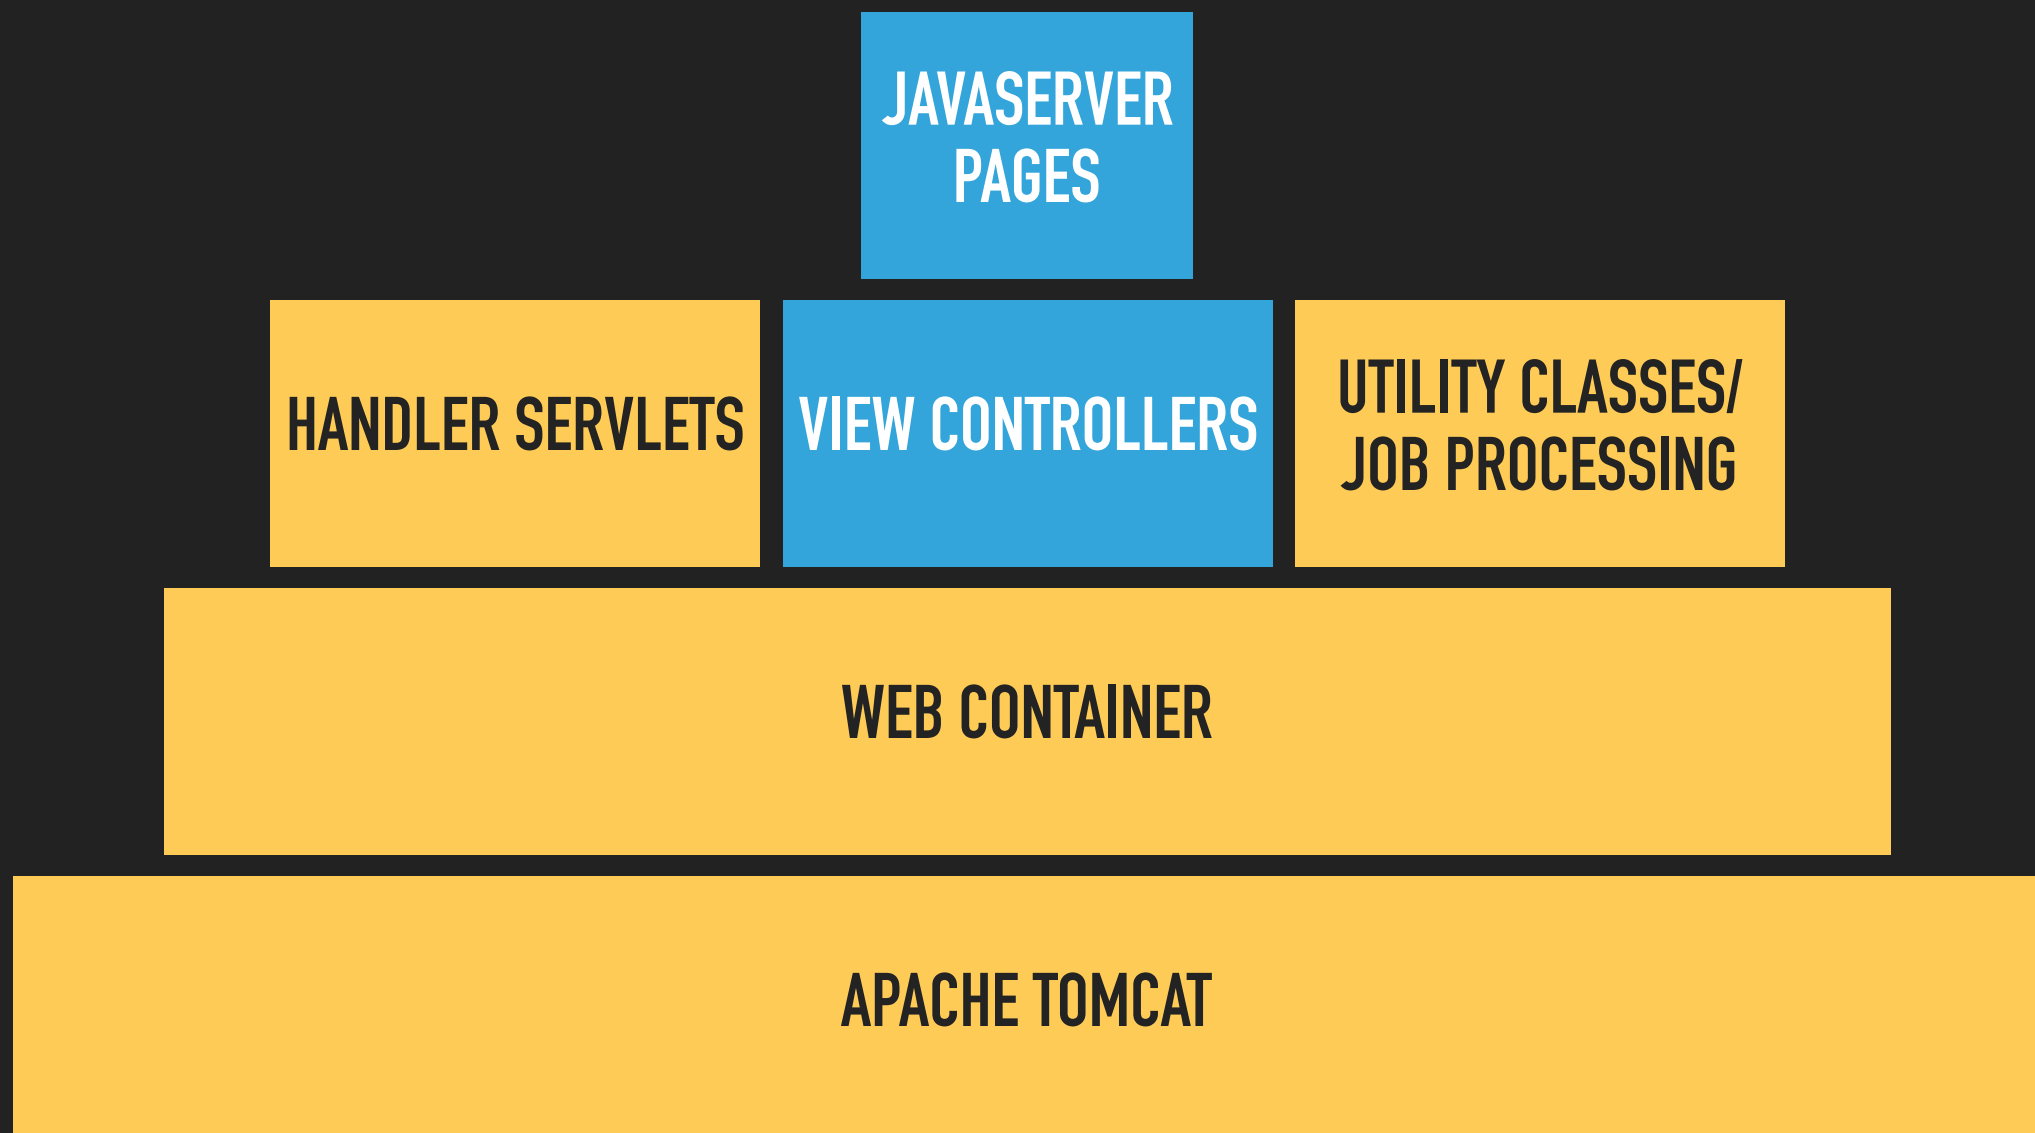 JAVASERVER
PAGES
HANDLER SERVLETS
VIEW CONTROLLERS
UTILITY CLASSES/
JOB PROCESSING
WEB CONTAINER
APACHE TOMCAT